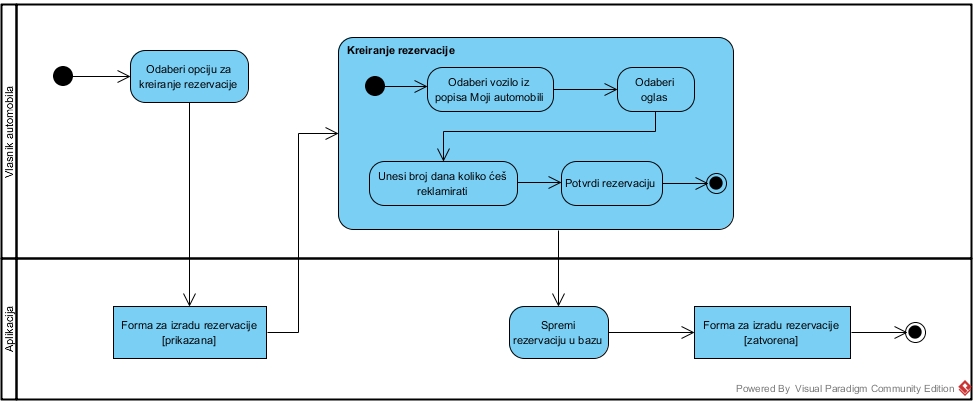 Vlasnik automobila
Odaberi opciju za
kreiranje rezervacije
Kreiranje rezervacije
Odaberi vozilo iz
popisa Moji automobili
Odaberi
oglas
Unesi broj dana koliko ćeš
reklamirati
Potvrdi rezervaciju
Aplikacija
Forma za izradu rezervacije
[prikazana]
Spremi
rezervaciju u bazu
Forma za izradu rezervacije
[zatvorena]
Powered By Visual Paradigm Community Edition